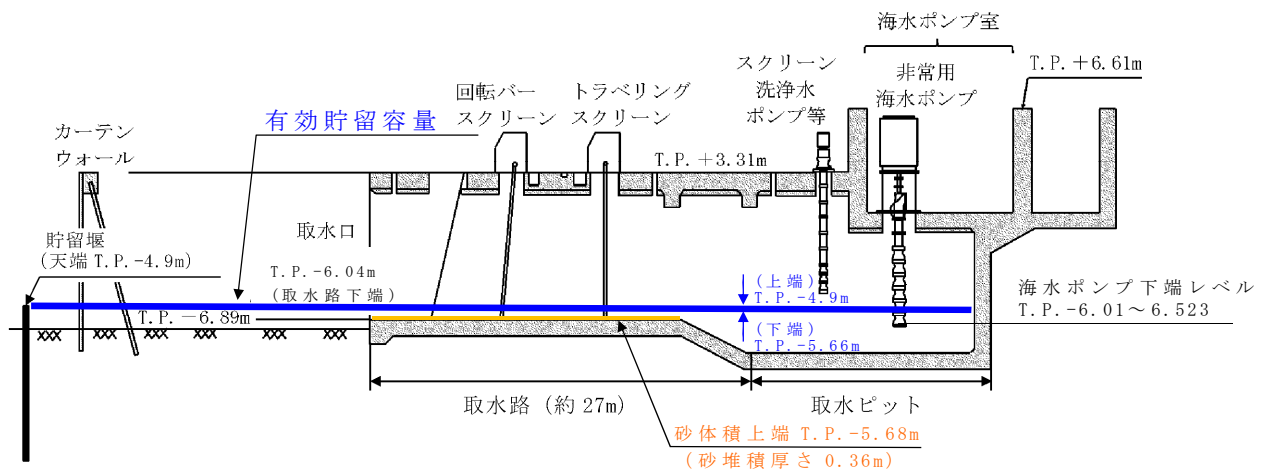 海水ポンプ室
T.P.+6.61m
スクリーン
洗浄水
ポンプ等
非常用
海水ポンプ
回転バー
スクリーン
トラベリング
スクリーン
有効貯留容量
カーテン
ウォール
T.P.+3.31m
取水口
貯留堰
(天端 T.P.-4.9m)
T.P.-6.04m
(取水路下端)
(上端)
T.P.-4.9m
海水ポンプ下端レベル
T.P.-6.01～6.523
T.P.-6.89m
(下端)
T.P.-5.66m
取水路 (約 27m)
取水ピット
砂体積上端 T.P.-5.68m
(砂堆積厚さ 0.36m)